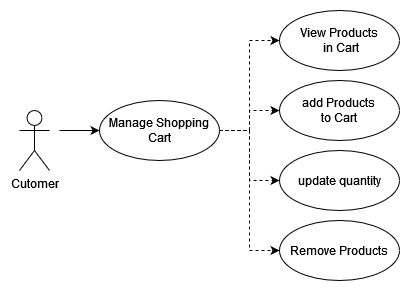 View Products
in Cart
add Products
to Cart
Manage Shopping
Cart
Cutomer
update quantity
Remove Products